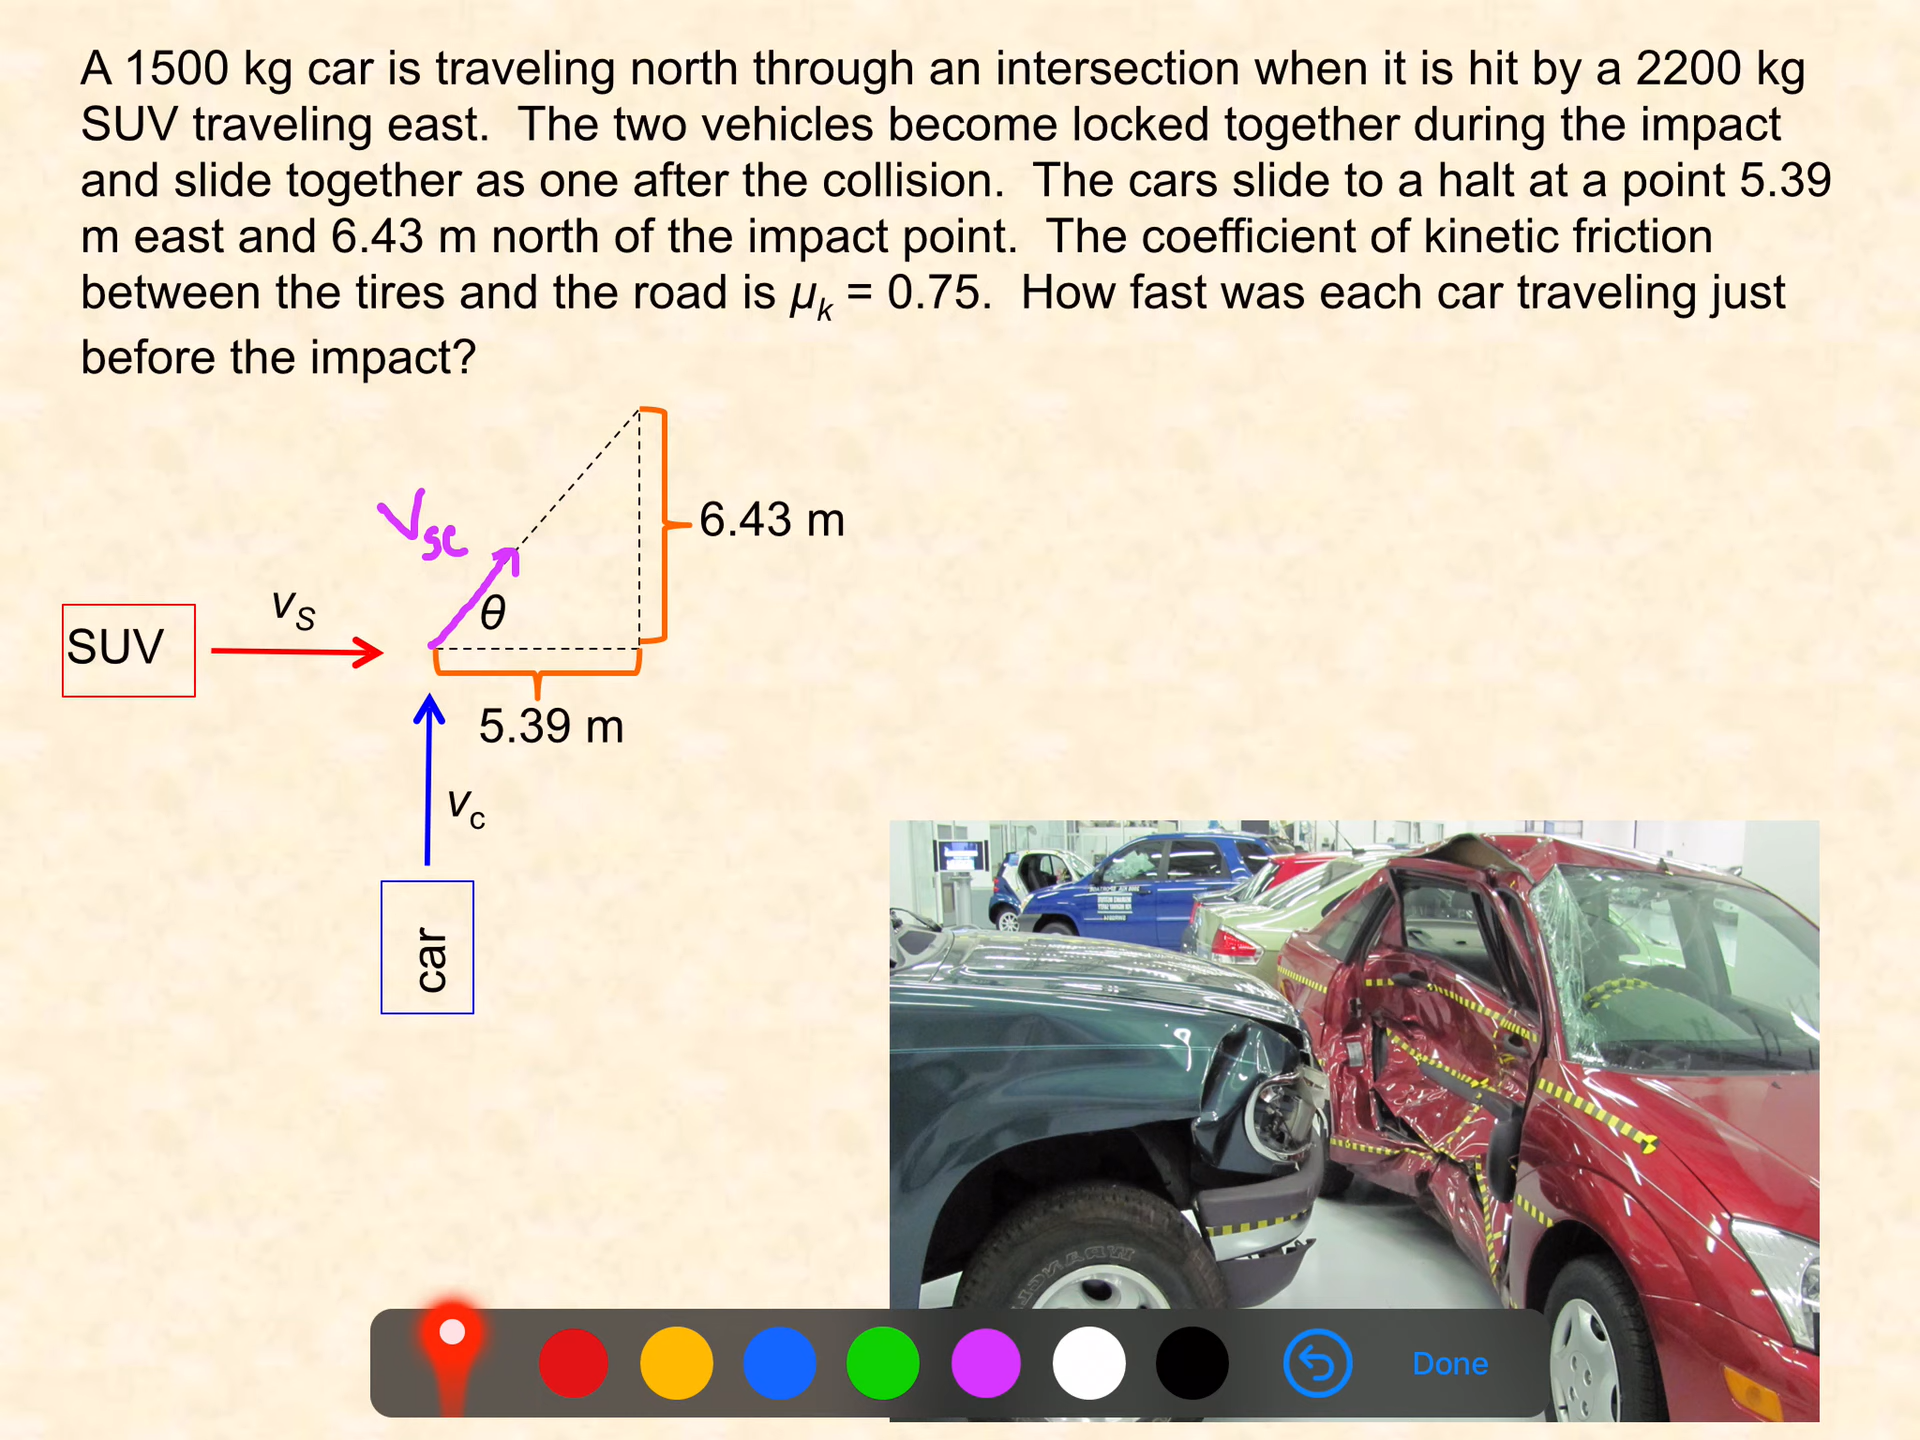 A 1500 kg car is traveling north through an intersection when it is hit by a 2200 kg
SUV traveling east.  The two vehicles become locked together during the impact
and slide together as one after the collision.  The cars slide to a halt at a point 5.39
m east and 6.43 m north of the impact point.  The coefficient of kinetic friction
between the tires and the road is μk = 0.75.  How fast was each car traveling just
before the impact?
6.43 m
Vsc
θ
vS
SUV
5.39 m
vc
car
Done